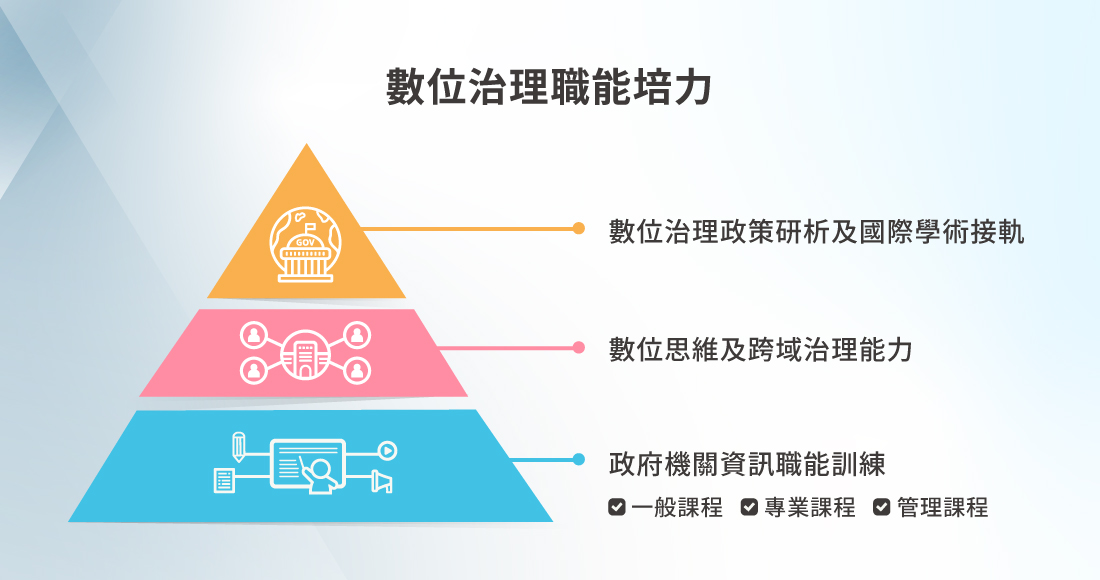 數位治理職能培力
GOV
數位治理政策研析及國際學術接軌
數位思維及跨域治理能力
政府機關資訊職能訓練
一般課程 專業課程 管理課程